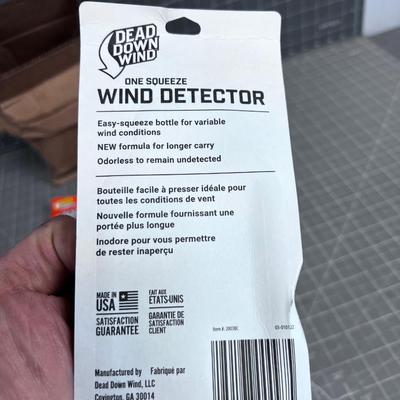 DEAD
DOWN
WIND
ONE SQUEEZE
WIND DETECTOR
Easy-squeeze bottle for variable
wind conditions
NEW formula for longer carry
Odorless to remain undetected
Bouteille facile à presser idéale pour
toutes les conditions de vent
Nouvelle formule fournissant une
portée plus longue
Inodore pour vous permettre
de rester inaperçu
MADE IN
USA
SATISFACTION
GUARANTEE
FAIT AUX
ETATS-UNIS
GARANTIE DE
SATISFACTION
CLIENT
Manufactured by Fabriqué par
Dead Down Wind, LLC
Covington, GA 30014